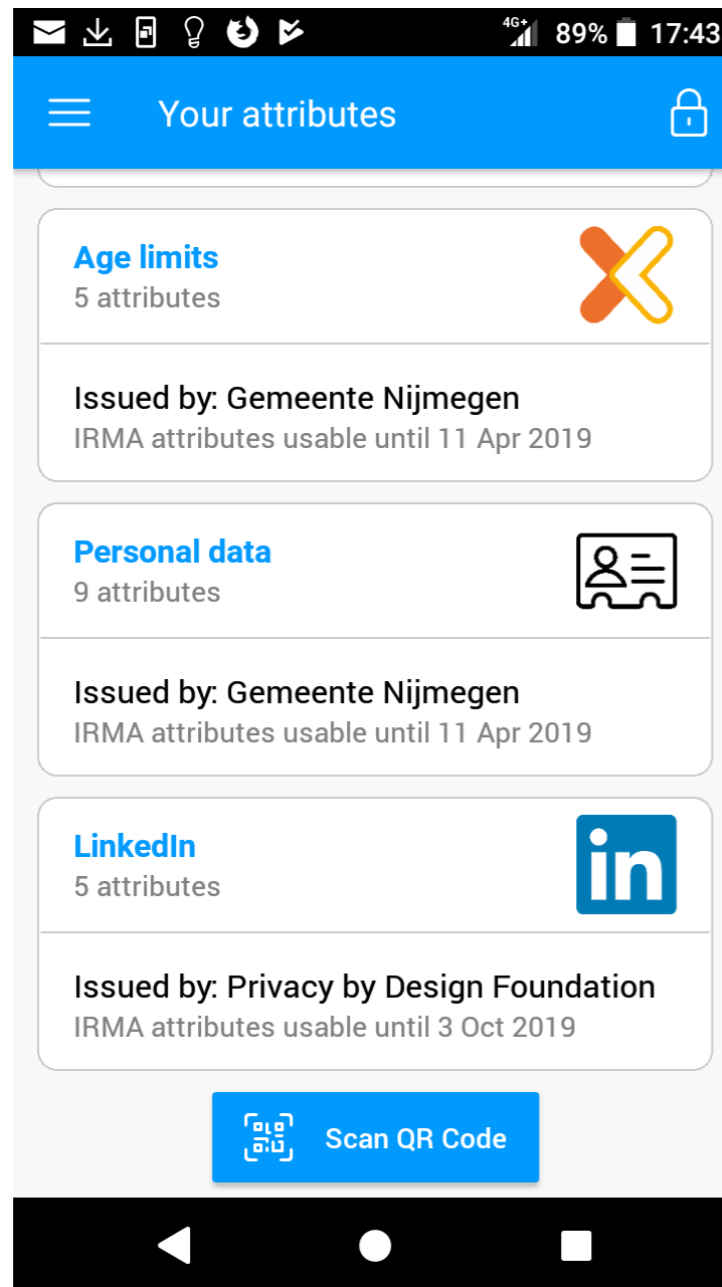 4G+ 89% 17:43
Your attributes
Age limits
5 attributes
Issued by: Gemeente Nijmegen
IRMA attributes usable until 11 Apr 2019
Personal data
9 attributes
Issued by: Gemeente Nijmegen
IRMA attributes usable until 11 Apr 2019
LinkedIn
5 attributes
in
Issued by: Privacy by Design Foundation
IRMA attributes usable until 3 Oct 2019
Scan QR Code